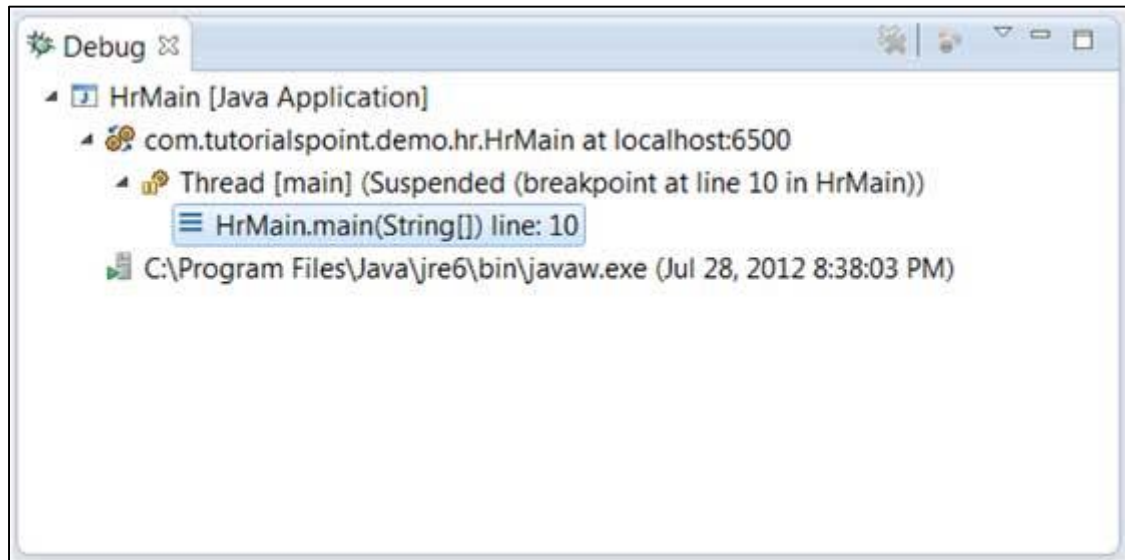 Debug
HrMain [Java Application]
com.tutorialspoint.demo.hr.HrMain at localhost:6500
Thread [main] (Suspended (breakpoint at line 10 in HrMain))
HrMain.main(String[]) line: 10
C:\Program Files\Java\jre6\bin\javaw.exe (Jul 28, 2012 8:38:03 PM)